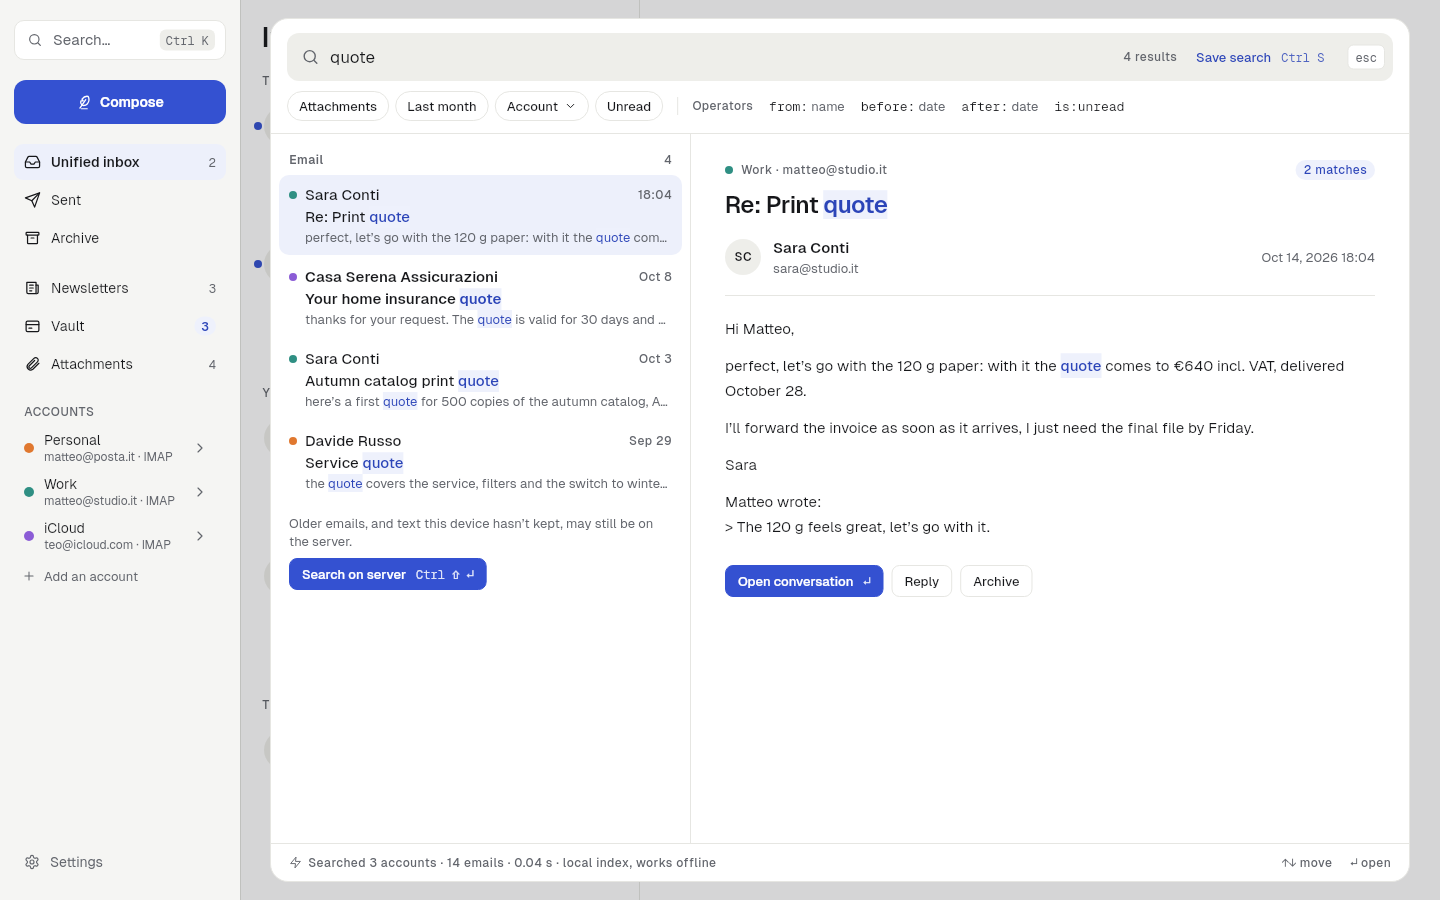 Search…
Ctrl K
Compose
Unified inbox 2
Sent
Archive
Newsletters 3
Vault 3
Attachments 4
ACCOUNTS
Personal
matteo@posta.it · IMAP
Work
matteo@studio.it · IMAP
iCloud
teo@icloud.com · IMAP
Add an account
Settings
quote
4 results
Save search Ctrl S
esc
Attachments
Last month
Account
Unread
Operators
from: name
before: date
after: date
is:unread
Email 4
Sara Conti 18:04
Re: Print quote
perfect, let’s go with the 120 g paper: with it the quote com…
Casa Serena Assicurazioni Oct 8
Your home insurance quote
thanks for your request. The quote is valid for 30 days and …
Sara Conti Oct 3
Autumn catalog print quote
here’s a first quote for 500 copies of the autumn catalog, A…
Davide Russo Sep 29
Service quote
the quote covers the service, filters and the switch to winte…
Older emails, and text this device hasn’t kept, may still be on
the server.
Search on server Ctrl ⇧ ↵
Work · matteo@studio.it
2 matches
Re: Print quote
SC
Sara Conti
sara@studio.it
Oct 14, 2026 18:04
Hi Matteo,
perfect, let’s go with the 120 g paper: with it the quote comes to €640 incl. VAT, delivered
October 28.
I’ll forward the invoice as soon as it arrives, I just need the final file by Friday.
Sara
Matteo wrote:
> The 120 g feels great, let’s go with it.
Open conversation ↵
Reply
Archive
Searched 3 accounts · 14 emails · 0.04 s · local index, works offline
↑↓ move
↵ open